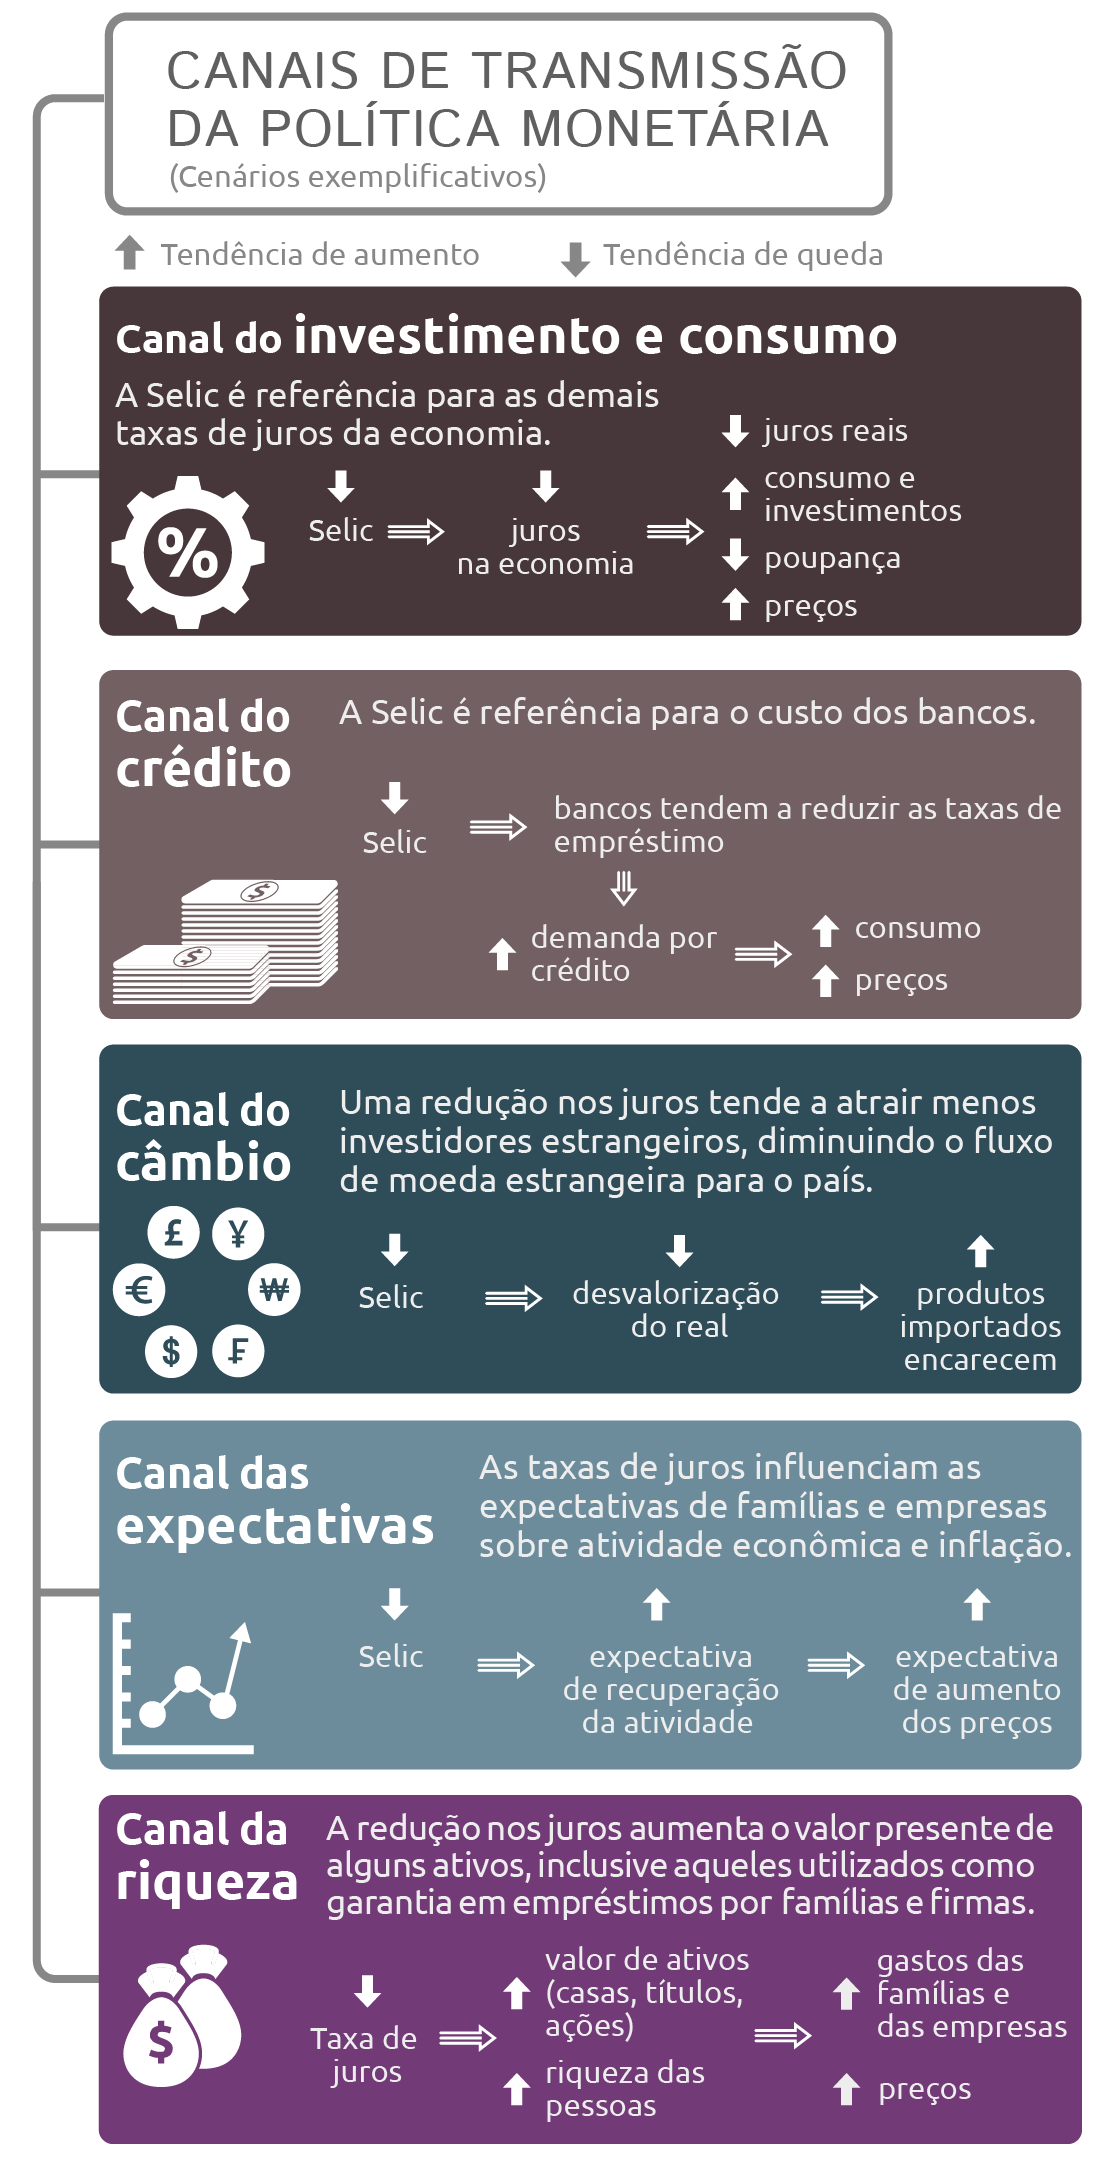 CANAIS DE TRANSMISSÃO
DA POLÍTICA MONETÁRIA
(Cenários exemplificativos)
Tendência de aumento
Tendência de queda
Canal do investimento e consumo
A Selic é referência para as demais
taxas de juros da economia.
%
Selic
juros
na economia
juros reais
consumo e
investimentos
poupança
preços
Canal do
crédito
A Selic é referência para o custo dos bancos.
Selic
bancos tendem a reduzir as taxas de
empréstimo
demanda por
crédito
consumo
preços
$
$
Canal do
câmbio
Uma redução nos juros tende a atrair menos
investidores estrangeiros, diminuindo o fluxo
de moeda estrangeira para o país.
£ ¥
€ ₩
$ ₣
Selic
desvalorização
do real
produtos
importados
encarecem
Canal das
expectativas
As taxas de juros influenciam as
expectativas de famílias e empresas
sobre atividade econômica e inflação.
Selic
expectativa
de recuperação
da atividade
expectativa
de aumento
dos preços
Canal da
riqueza
A redução nos juros aumenta o valor presente de
alguns ativos, inclusive aqueles utilizados como
garantia em empréstimos por famílias e firmas.
$
Taxa de
juros
valor de ativos
(casas, títulos,
ações)
riqueza das
pessoas
gastos das
famílias e
das empresas
preços